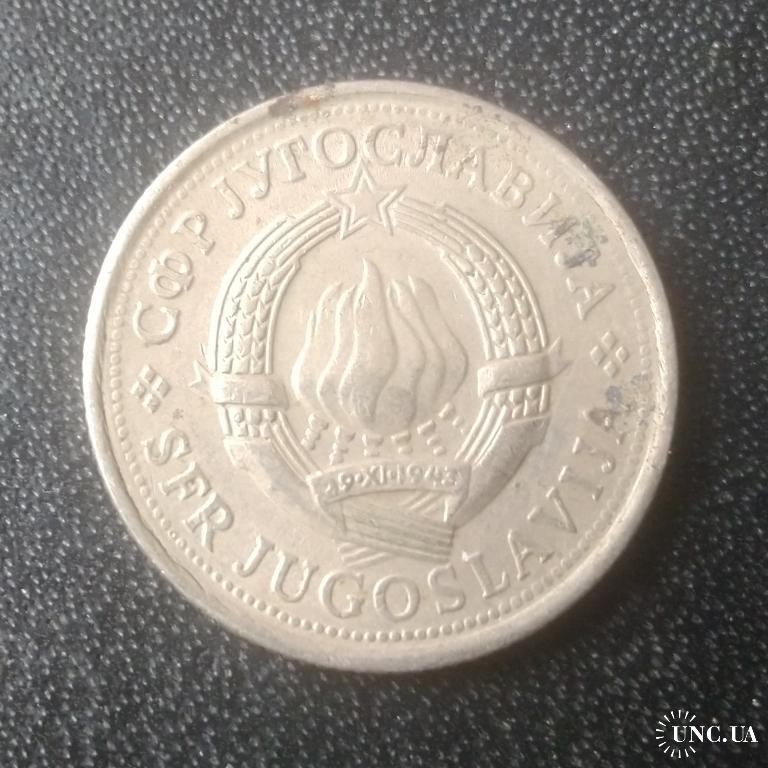 СФР ЈУГОСЛАВИЈА
SFR JUGOSLAVIJA
29·XI·1943
UNC.UA